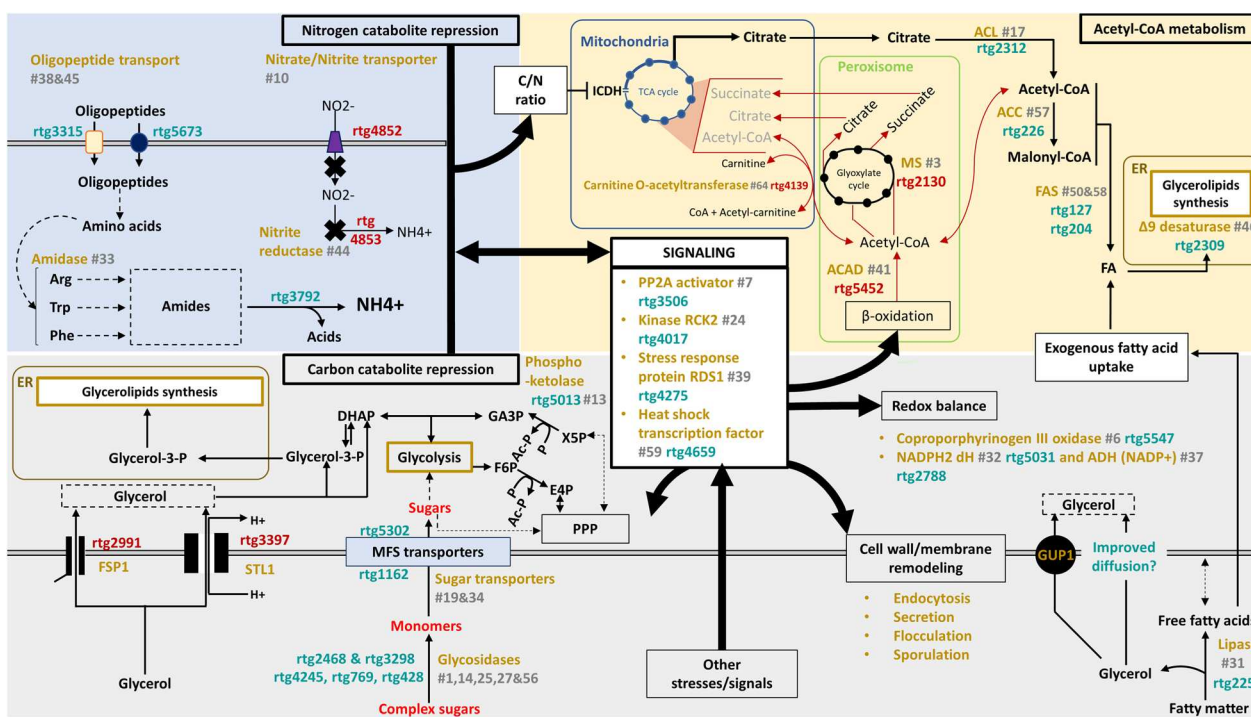 Nitrogen catabolite repression
Oligopeptide transport
#38&45
Nitrate/Nitrite transporter
#10
Oligopeptides
NO2-
rtg3315
rtg5673
rtg4852
Oligopeptides
NO2-
Amino acids
rtg
4853
NH4+
Nitrite
reductase #44
Amidase #33
Arg
Trp
Phe
Amides
rtg3792
NH4+
Acids
C/N
ratio
Mitochondria
ICDH
TCA cycle
Citrate
Citrate
Succinate
Citrate
Acetyl-CoA
Carnitine
Carnitine O-acetyltransferase #64 rtg4139
CoA + Acetyl-carnitine
Peroxisome
Citrate
Succinate
Glyoxylate
cycle
MS #3
rtg2130
Acetyl-CoA
ACAD #41
rtg5452
β-oxidation
Acetyl-CoA metabolism
ACL #17
rtg2312
Acetyl-CoA
ACC #57
rtg226
Malonyl-CoA
FAS #50&58
rtg127
rtg204
FA
ER
Glycerolipids
synthesis
Δ9 desaturase
rtg2309
Exogenous fatty acid
uptake
SIGNALING
• PP2A activator #7
rtg3506
• Kinase RCK2 #24
rtg4017
• Stress response
protein RDS1 #39
rtg4275
• Heat shock
transcription factor
#59 rtg4659
Carbon catabolite repression
ER
Glycerolipids synthesis
Glycerol-3-P
Glycerol-3-P
DHAP
GA3P
Glycolysis
Phospho
-ketolase
rtg5013 #13
X5P
Ac-P
P
F6P
P
Ac-P
E4P
PPP
Sugars
Glycerol
H+
rtg2991
FSP1
rtg3397
STL1
H+
Glycerol
rtg5302
MFS transporters
rtg1162
Sugar transporters
#19&34
Monomers
rtg2468 & rtg3298
rtg4245, rtg769, rtg428
Glycosidases
#1,14,25,27&56
Complex sugars
Other
stresses/signals
Redox balance
• Coproporphyrinogen III oxidase #6 rtg5547
• NADPH2 dH #32 rtg5031 and ADH (NADP+) #37
rtg2788
Cell wall/membrane
remodeling
• Endocytosis
• Secretion
• Flocculation
• Sporulation
Glycerol
GUP1
Improved
diffusion?
Glycerol
Free fatty acids
#31
Fatty matter